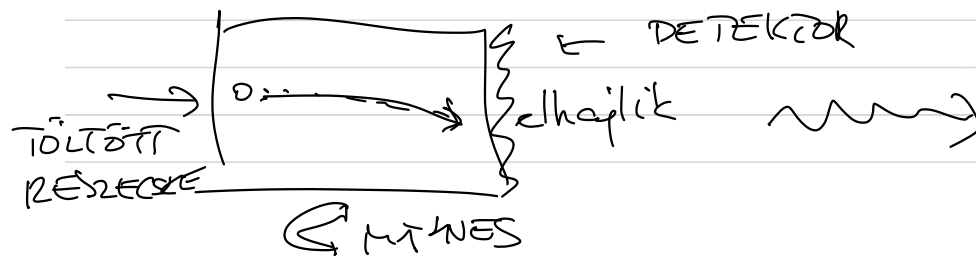 ← DETEKTOR
elhajlik
TÖLTÖTT
RÉSZECSKE
MÁGNES